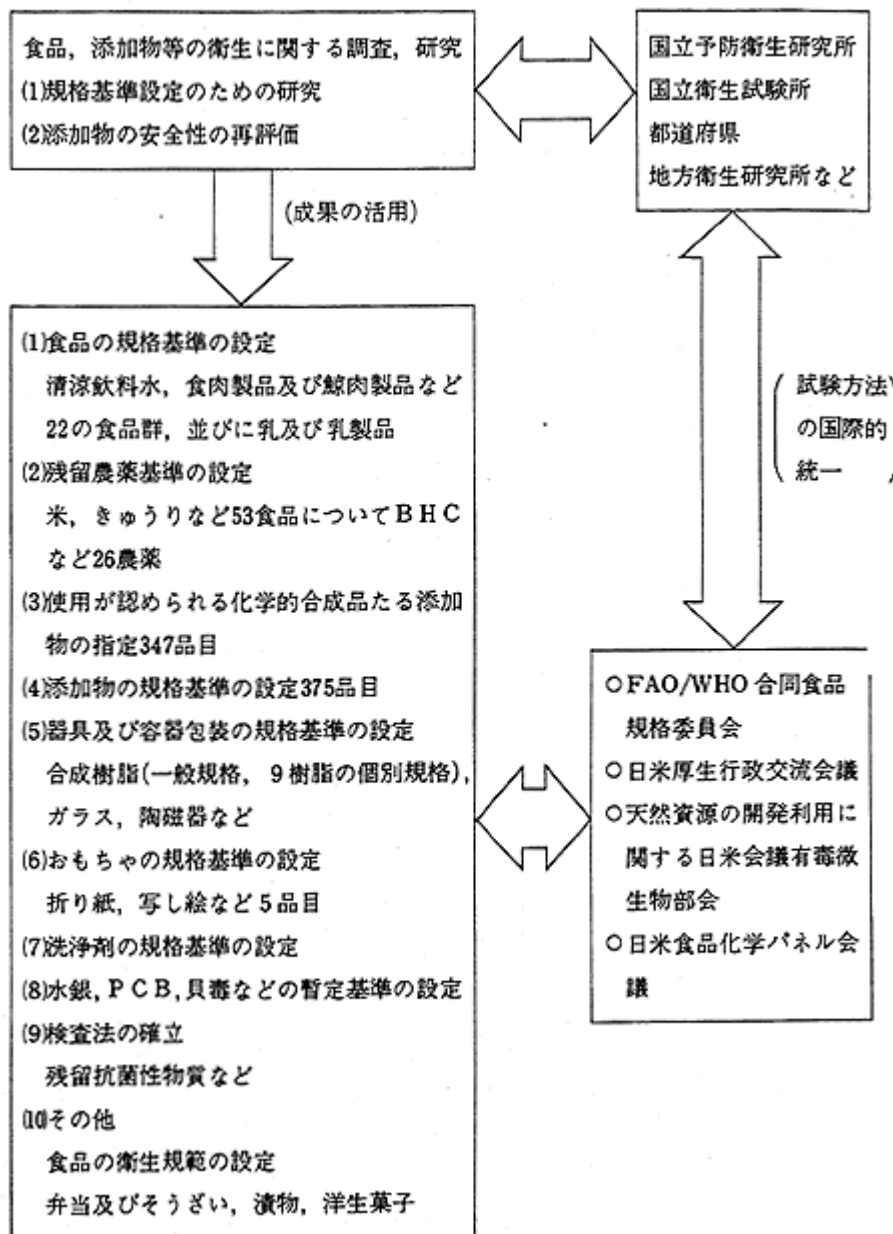 食品，添加物等の衛生に関する調査，研究
(1)規格基準設定のための研究
(2)添加物の安全性の再評価
国立予防衛生研究所
国立衛生試験所
都道府県
地方衛生研究所など
(成果の活用)
試験方法
の国際的
統一
(1)食品の規格基準の設定
清涼飲料水，食肉製品及び鯨肉製品など
22の食品群，並びに乳及び乳製品
(2)残留農薬基準の設定
米，きゅうりなど53食品についてＢＨＣ
など26農薬
(3)使用が認められる化学的合成品たる添加
物の指定347品目
(4)添加物の規格基準の設定375品目
(5)器具及び容器包装の規格基準の設定
合成樹脂(一般規格，９樹脂の個別規格)，
ガラス，陶磁器など
(6)おもちゃの規格基準の設定
折り紙，写し絵など５品目
(7)洗浄剤の規格基準の設定
(8)水銀，ＰＣＢ，貝毒などの暫定基準の設定
(9)検査法の確立
残留抗菌性物質など
(10)その他
食品の衛生規範の設定
弁当及びそうざい，漬物，洋生菓子
○FAO/WHO 合同食品
規格委員会
○日米厚生行政交流会議
○天然資源の開発利用に
関する日米会議有毒微
生物部会
○日米食品化学パネル会
議